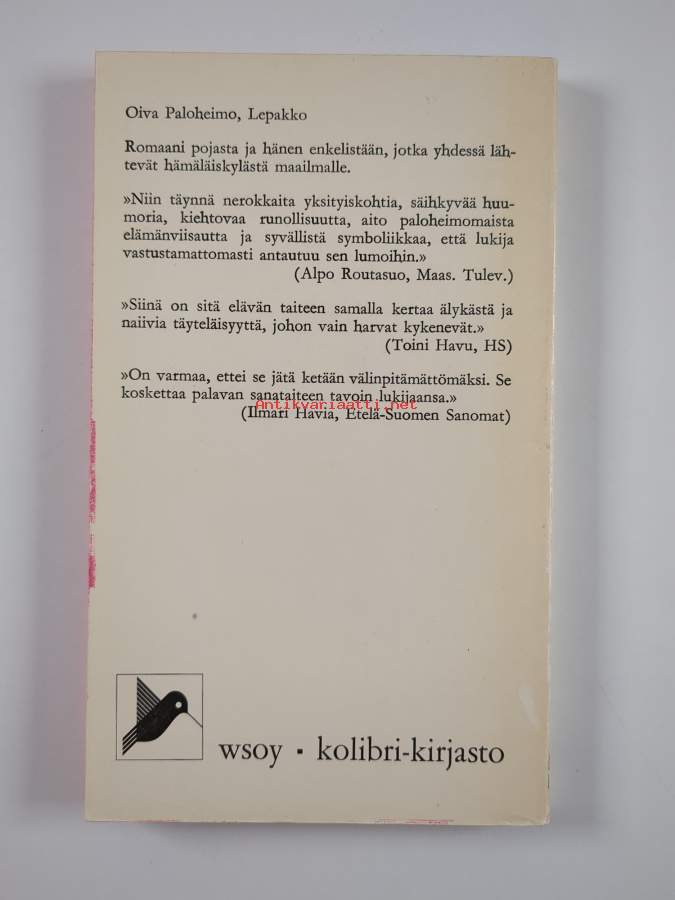 Oiva Paloheimo, Lepakko
Romaani pojasta ja hänen enkelistään, jotka yhdessä läh-
tevät hämäläiskylästä maailmalle.
»Niin täynnä nerokkaita yksityiskohtia, säihkyvää huu-
moria, kiehtovaa runollisuutta, aito paloheimomaista
elämänviisautta ja syvällistä symboliikkaa, että lukija
vastustamattomasti antautuu sen lumoihin.»
(Alpo Routasuo, Maas. Tulev.)
»Siinä on sitä elävän taiteen samalla kertaa älykästä ja
naiivia täyteläisyyttä, johon vain harvat kykenevät.»
(Toini Havu, HS)
»On varmaa, ettei se jätä ketään välinpitämättömäksi. Se
koskettaa palavan sanataiteen tavoin lukijaansa.»
Antikvariaatti.net
(Ilmari Havia, Etelä-Suomen Sanomat)
wsoy ▪ kolibri-kirjasto